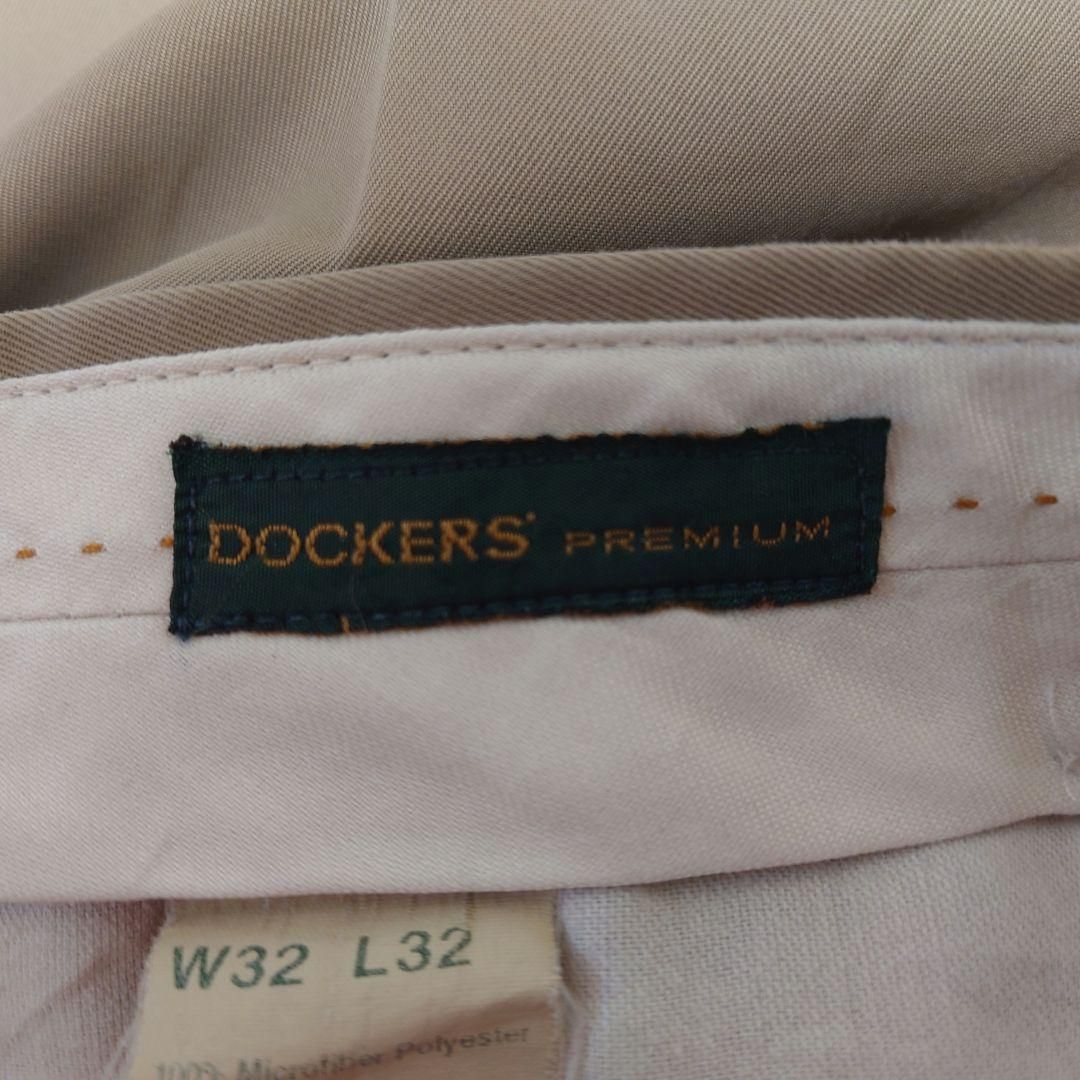 DOCKERS® PREMIUM
W32 L32
100% Microfiber Polyester